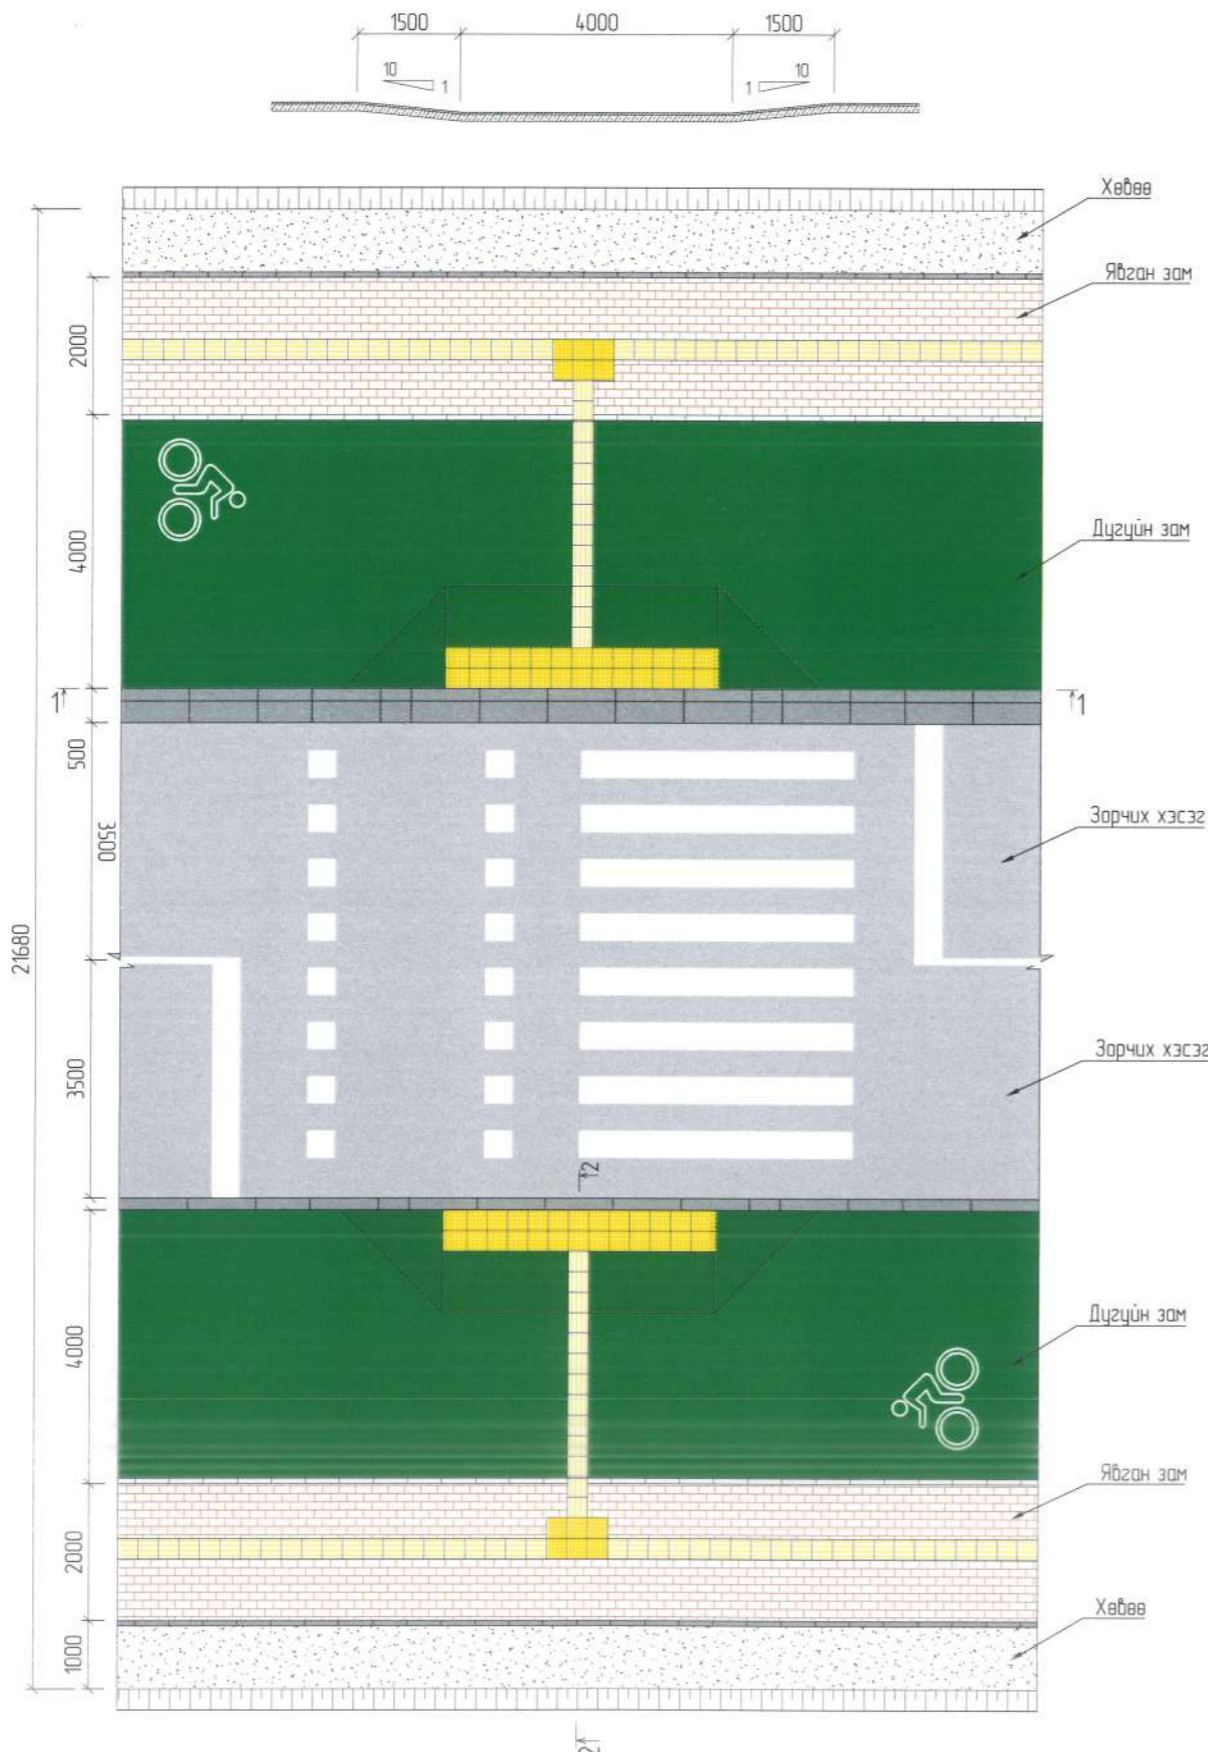 1500 4000 1500
10 1 1 10
Хөвөө
Явган зам
2000
Дугуйн зам
4000
1 1
500
3500
Зорчих хэсэг
21680
Зорчих хэсэг
3500
2
Дугуйн зам
4000
Явган зам
2000
Хөвөө
1000
2